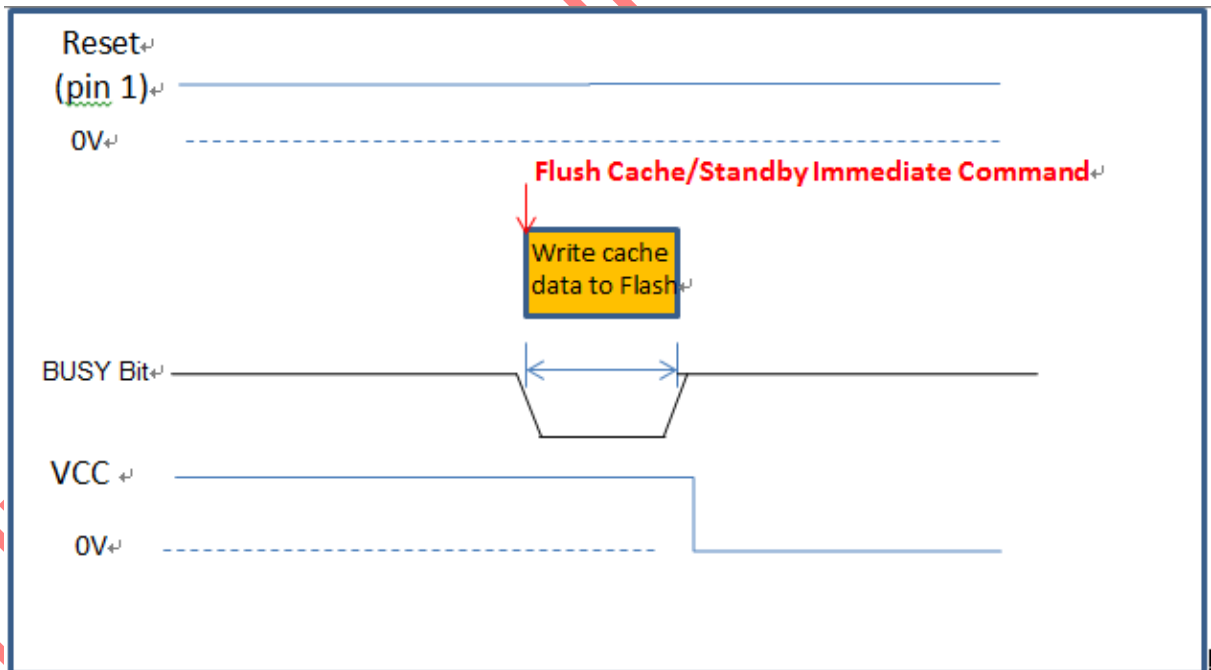 Reset↵
(pin 1)↵
0V↵
Flush Cache/Standby Immediate Command↵
Write cache
data to Flash↵
BUSY Bit↵
VCC ↵
0V↵